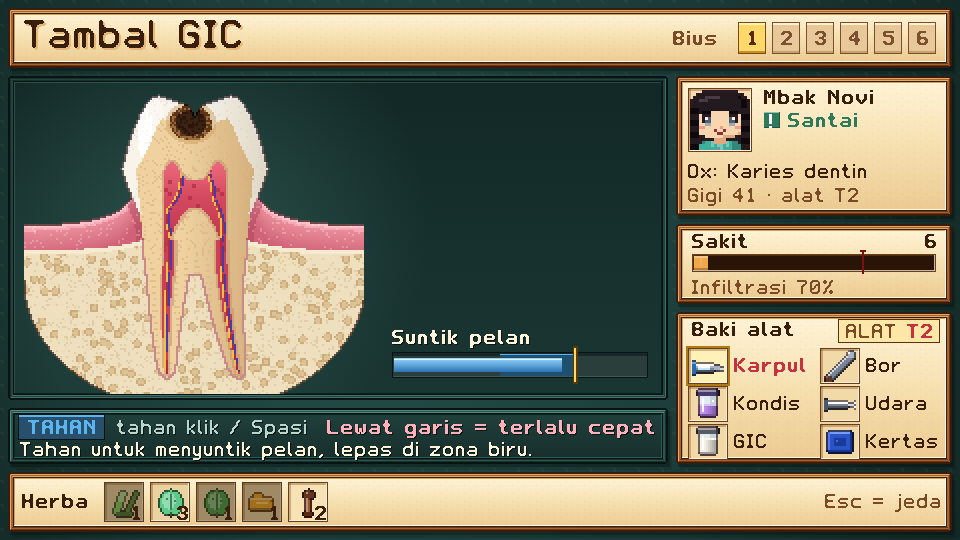 Tambal GIC
Bius 1 2 3 4 5 6
Mbak Novi
Santai
Dx: Karies dentin
Gigi 41 · alat T2
Sakit 6
Infiltrasi 70%
Suntik pelan
Baki alat ALAT T2
Karpul Bor
Kondis Udara
GIC Kertas
TAHAN tahan klik / Spasi Lewat garis = terlalu cepat
Tahan untuk menyuntik pelan, lepas di zona biru.
Herba 1 3 1 1 2 Esc = jeda